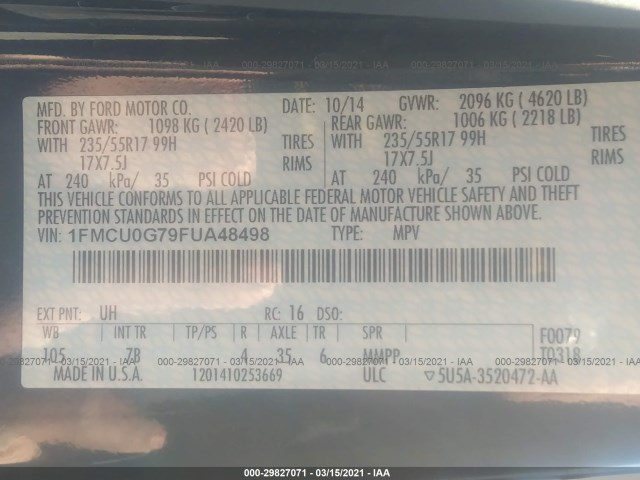 000-29827071 - 03/15/2021 - IAA
MFD. BY FORD MOTOR CO. DATE: 10/14 GVWR: 2096 KG ( 4620 LB)
FRONT GAWR: 1098 KG ( 2420 LB) REAR GAWR: 1006 KG ( 2218 LB)
WITH 235/55R17 99H TIRES WITH 235/55R17 99H TIRES
17X7.5J RIMS 17X7.5J RIMS
AT 240 kPa/ 35 PSI COLD AT 240 kPa/ 35 PSI COLD
THIS VEHICLE CONFORMS TO ALL APPLICABLE FEDERAL MOTOR VEHICLE SAFETY AND THEFT
PREVENTION STANDARDS IN EFFECT ON THE DATE OF MANUFACTURE SHOWN ABOVE.
VIN: 1FMCU0G79FUA48498 TYPE: MPV
EXT PNT: UH RC: 16 DSO:
WB INT TR TP/PS R AXLE TR SPR F0079
105 7B 4 35 6 MMPP T0318
000-29827071 - 03/15/2021 - IAA 000-29827071 - 03/15/2021 - IAA 000-29827071 - 03/15/2021 - IAA
MADE IN U.S.A. 1201410253669 ULC ▽5U5A-3520472-AA
000-29827071 - 03/15/2021 - IAA